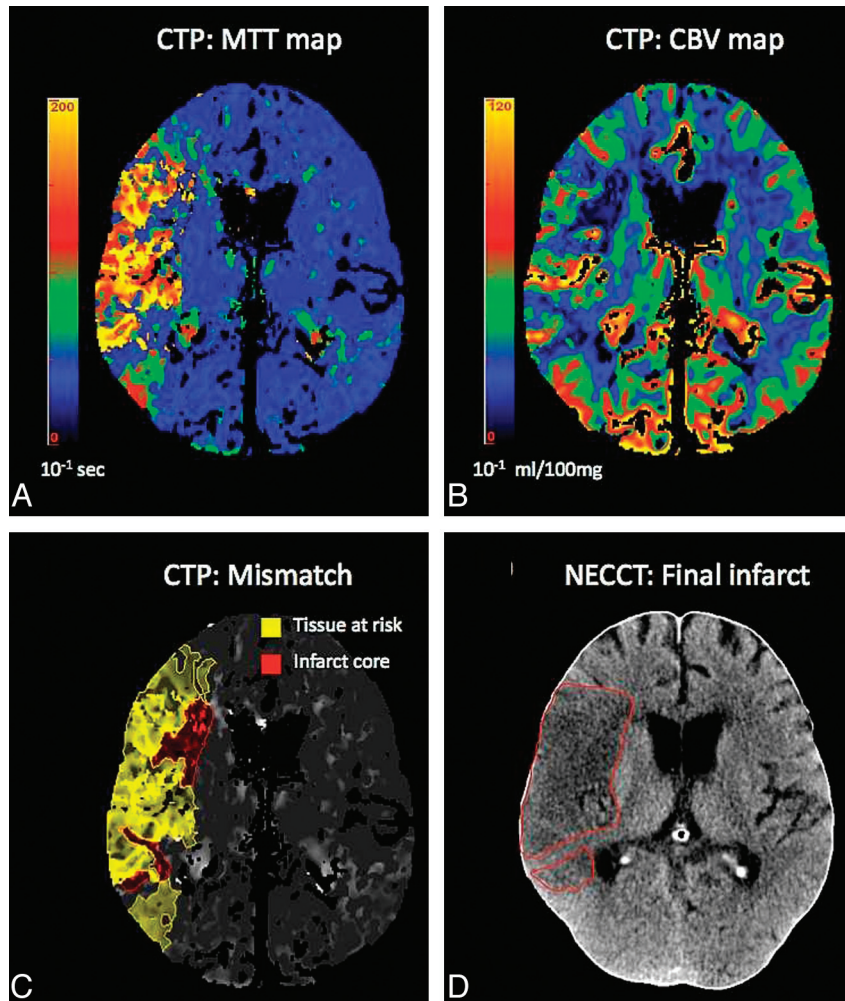 CTP: MTT map
200
0
10⁻¹ sec
A
CTP: CBV map
120
0
10⁻¹ ml/100mg
B
CTP: Mismatch
Tissue at risk
Infarct core
C
NECCT: Final infarct
D